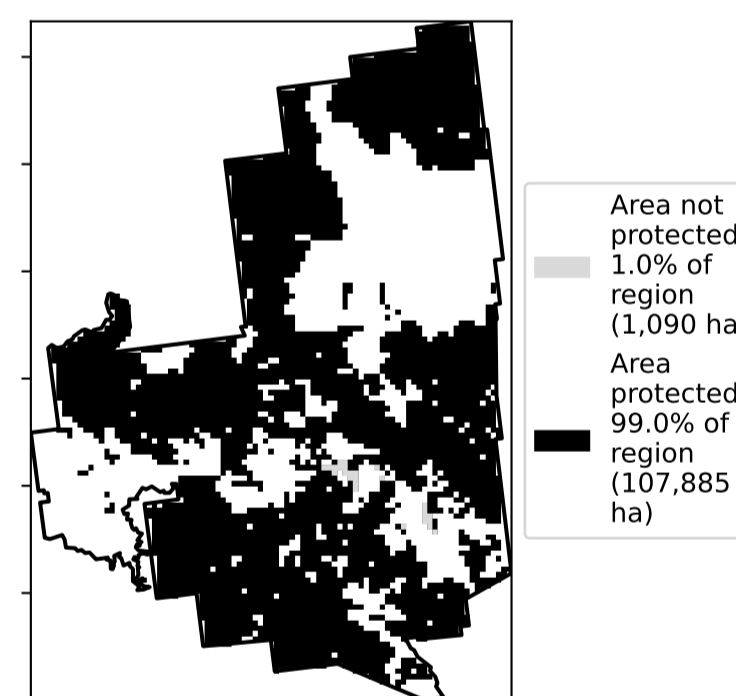 Area not
protected
1.0% of
region
(1,090 ha
Area
protected
99.0% of
region
(107,885
ha)